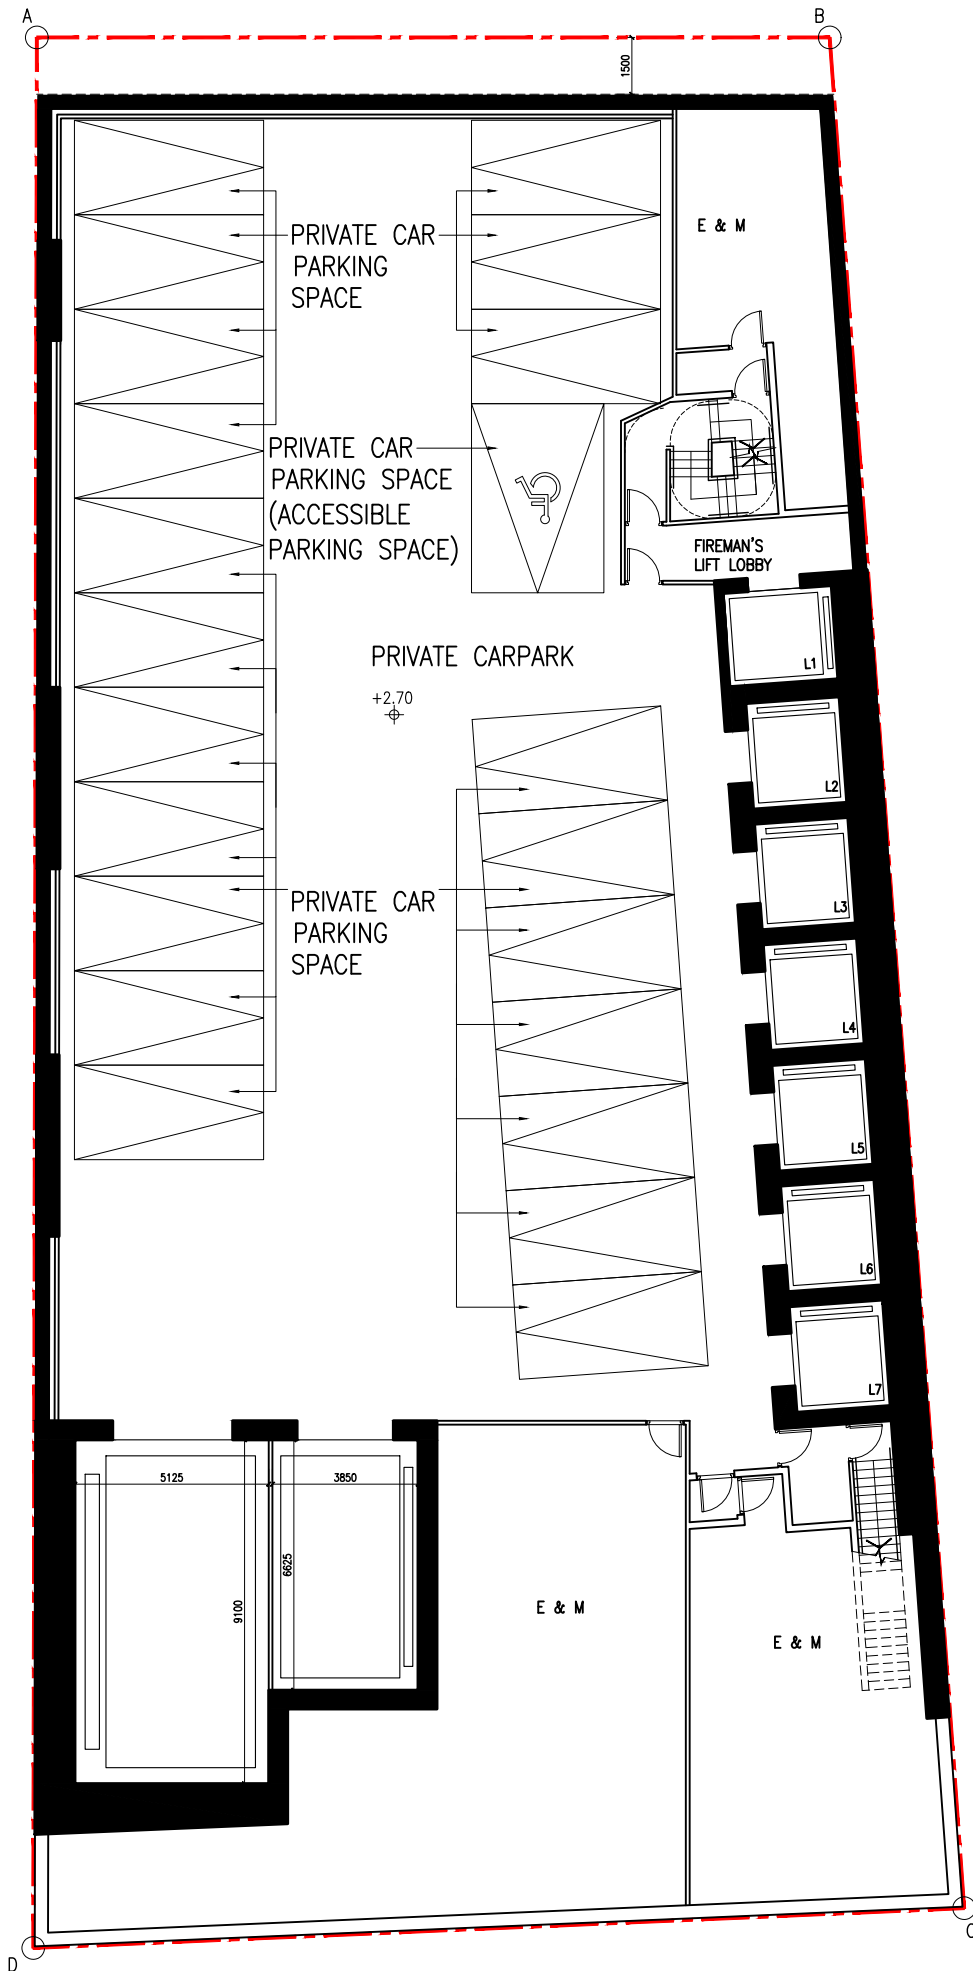 A
B
1500
E & M
PRIVATE CAR
PARKING
SPACE
PRIVATE CAR
PARKING SPACE
(ACCESSIBLE
PARKING SPACE)
FIREMAN'S
LIFT LOBBY
L1
PRIVATE CARPARK
+2.70
L2
L3
PRIVATE CAR
PARKING
SPACE
L4
L5
L6
L7
5125
3850
6625
9100
E & M
E & M
C
D